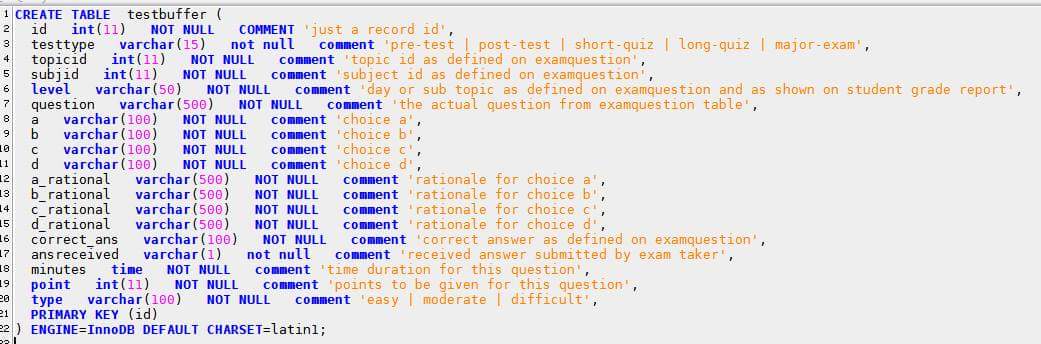 1 CREATE TABLE testbuffer (
2 id int(11) NOT NULL COMMENT 'just a record id',
3 testtype varchar(15) not null comment 'pre-test | post-test | short-quiz | long-quiz | major-exam',
4 topicid int(11) NOT NULL comment 'topic id as defined on examquestion',
5 subjid int(11) NOT NULL comment 'subject id as defined on examquestion',
6 level varchar(50) NOT NULL comment 'day or sub topic as defined on examquestion and as shown on student grade report',
7 question varchar(500) NOT NULL comment 'the actual question from examquestion table',
8 a varchar(100) NOT NULL comment 'choice a',
9 b varchar(100) NOT NULL comment 'choice b',
10 c varchar(100) NOT NULL comment 'choice c',
11 d varchar(100) NOT NULL comment 'choice d',
12 a_rational varchar(500) NOT NULL comment 'rationale for choice a',
13 b_rational varchar(500) NOT NULL comment 'rationale for choice b',
14 c_rational varchar(500) NOT NULL comment 'rationale for choice c',
15 d_rational varchar(500) NOT NULL comment 'rationale for choice d',
16 correct_ans varchar(100) NOT NULL comment 'correct answer as defined on examquestion',
17 ansreceived varchar(1) not null comment 'received answer submitted by exam taker',
18 minutes time NOT NULL comment 'time duration for this question',
19 point int(11) NOT NULL comment 'points to be given for this question',
20 type varchar(100) NOT NULL comment 'easy | moderate | difficult',
21 PRIMARY KEY (id)
22 ) ENGINE=InnoDB DEFAULT CHARSET=latin1;
23